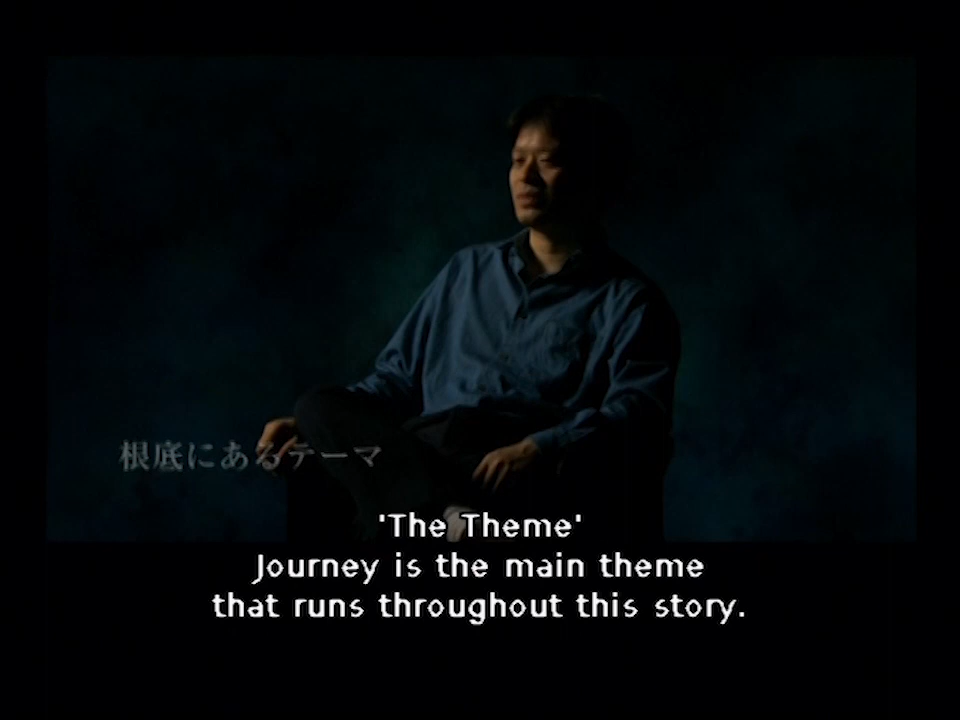 根底にあるテーマ
'The Theme'
Journey is the main theme
that runs throughout this story.